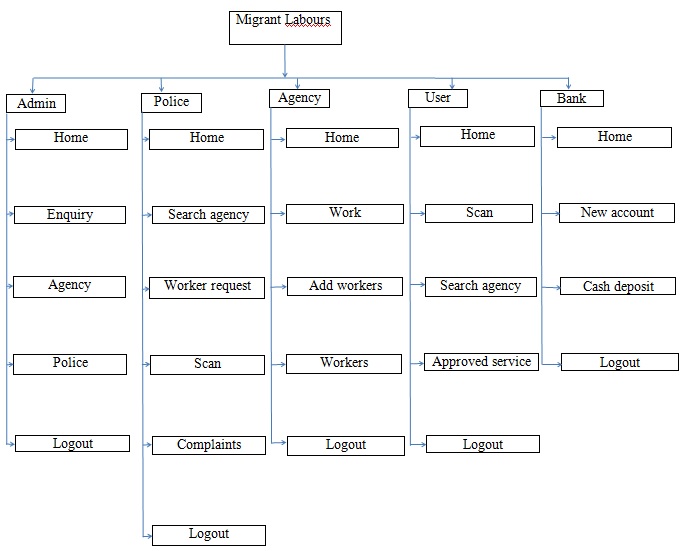 Migrant Labours
Admin
Police
Agency
User
Bank
Home
Home
Home
Home
Home
Enquiry
Search agency
Work
Scan
New account
Agency
Worker request
Add workers
Search agency
Cash deposit
Police
Scan
Workers
Approved service
Logout
Logout
Complaints
Logout
Logout
Logout